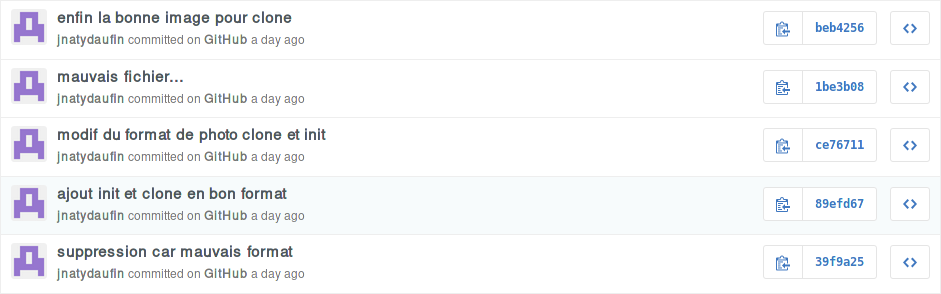 enfin la bonne image pour clone
beb4256
jnatydaufin committed on GitHub a day ago
mauvais fichier...
1be3b08
jnatydaufin committed on GitHub a day ago
modif du format de photo clone et init
ce76711
jnatydaufin committed on GitHub a day ago
ajout init et clone en bon format
89efd67
jnatydaufin committed on GitHub a day ago
suppression car mauvais format
39f9a25
jnatydaufin committed on GitHub a day ago